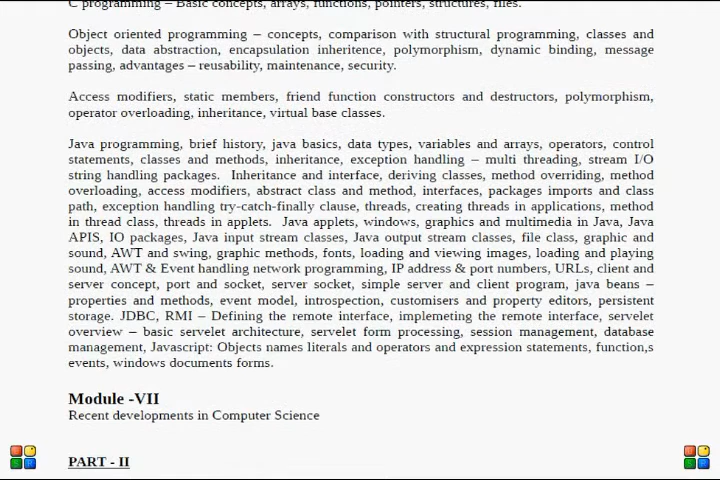 C programming – Basic concepts, arrays, functions, pointers, structures, files.
Object oriented programming – concepts, comparison with structural programming, classes and
objects, data abstraction, encapsulation inheritence, polymorphism, dynamic binding, message
passing, advantages – reusability, maintenance, security.
Access modifiers, static members, friend function constructors and destructors, polymorphism,
operator overloading, inheritance, virtual base classes.
Java programming, brief history, java basics, data types, variables and arrays, operators, control
statements, classes and methods, inheritance, exception handling – multi threading, stream I/O
string handling packages. Inheritance and interface, deriving classes, method overriding, method
overloading, access modifiers, abstract class and method, interfaces, packages imports and class
path, exception handling try-catch-finally clause, threads, creating threads in applications, method
in thread class, threads in applets. Java applets, windows, graphics and multimedia in Java, Java
APIS, IO packages, Java input stream classes, Java output stream classes, file class, graphic and
sound, AWT and swing, graphic methods, fonts, loading and viewing images, loading and playing
sound, AWT & Event handling network programming, IP address & port numbers, URLs, client and
server concept, port and socket, server socket, simple server and client program, java beans –
properties and methods, event model, introspection, customisers and property editors, persistent
storage. JDBC, RMI – Defining the remote interface, implemeting the remote interface, servelet
overview – basic servelet architecture, servelet form processing, session management, database
management, Javascript: Objects names literals and operators and expression statements, function,s
events, windows documents forms.
Module -VII
Recent developments in Computer Science
PART - II